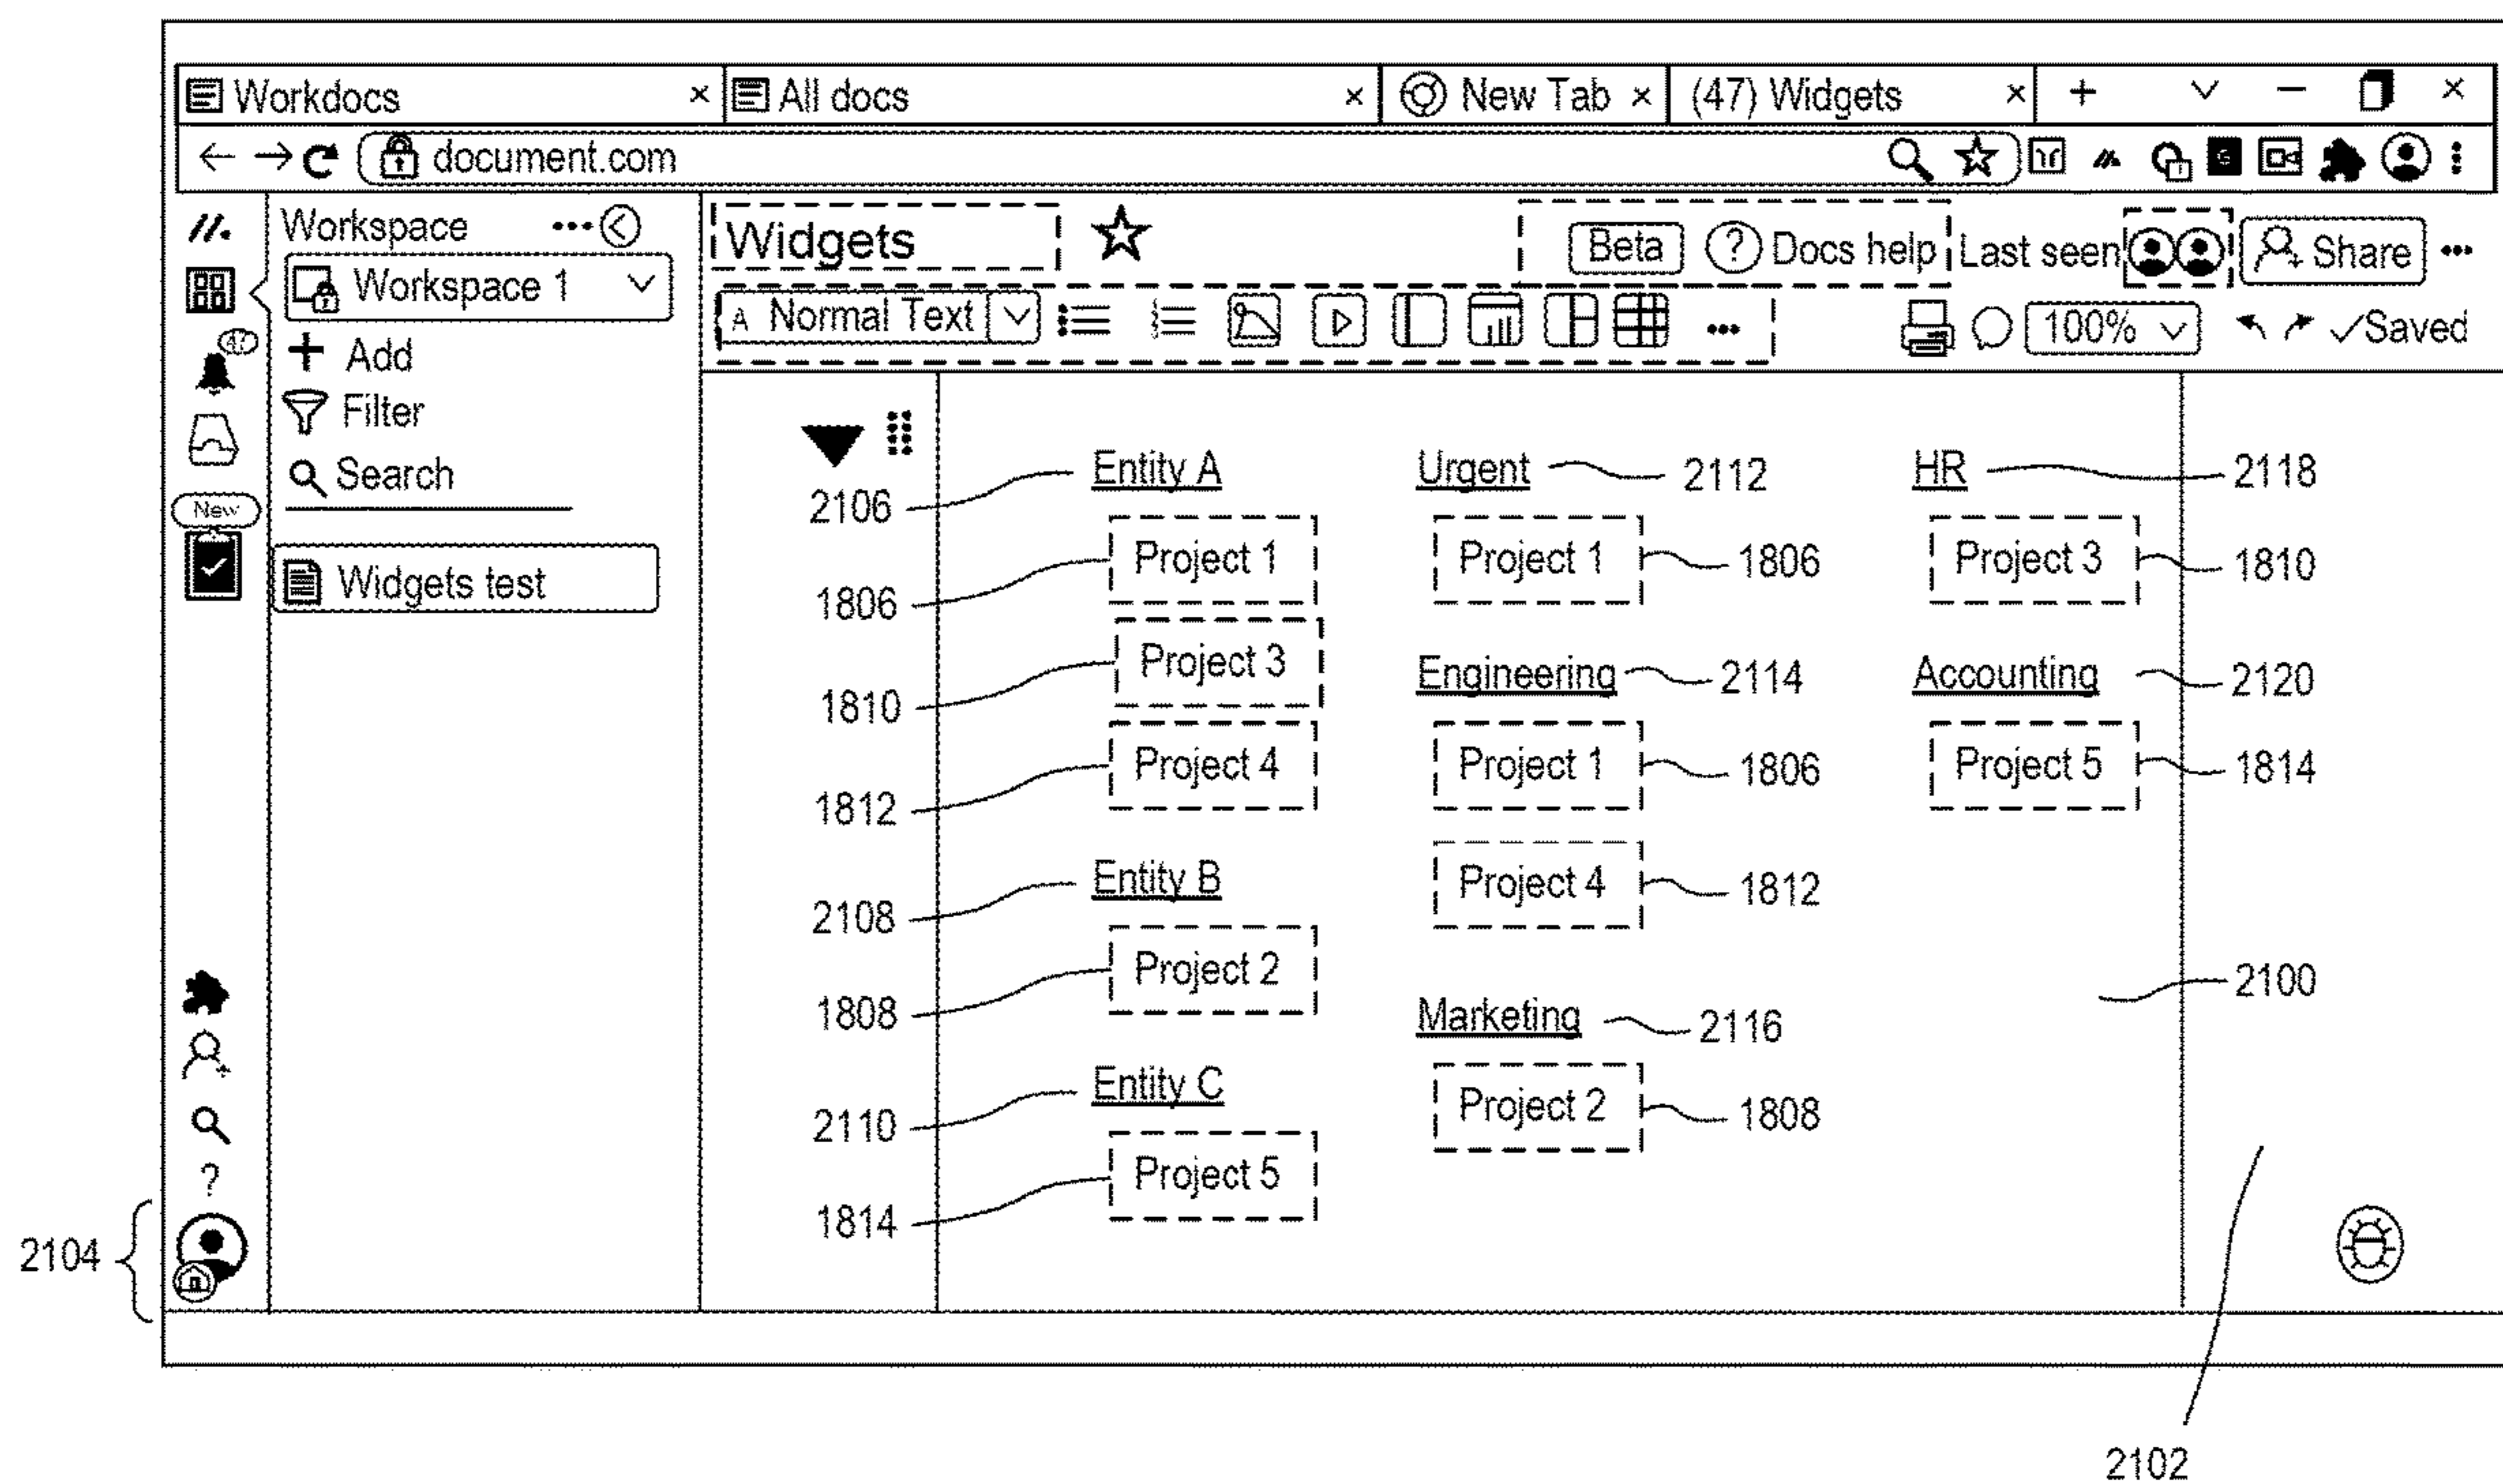 Workdocs × All docs × New Tab × (47) Widgets × + – ×
document.com
Workspace •••
Widgets
Beta ? Docs help Last seen Share •••
Workspace 1
A Normal Text ••• 100% Saved
47
+ Add
Filter
Search
New
Widgets test
Entity A Urgent 2112 HR 2118
2106
Project 1 Project 1 1806 Project 3 1810
1806
Project 3 Engineering 2114 Accounting 2120
1810
Project 4 Project 1 1806 Project 5 1814
1812
Entity B Project 4 1812
2108
Project 2 2100
1808 Marketing 2116
Entity C Project 2 1808
2110
?
Project 5
1814
2104
2102